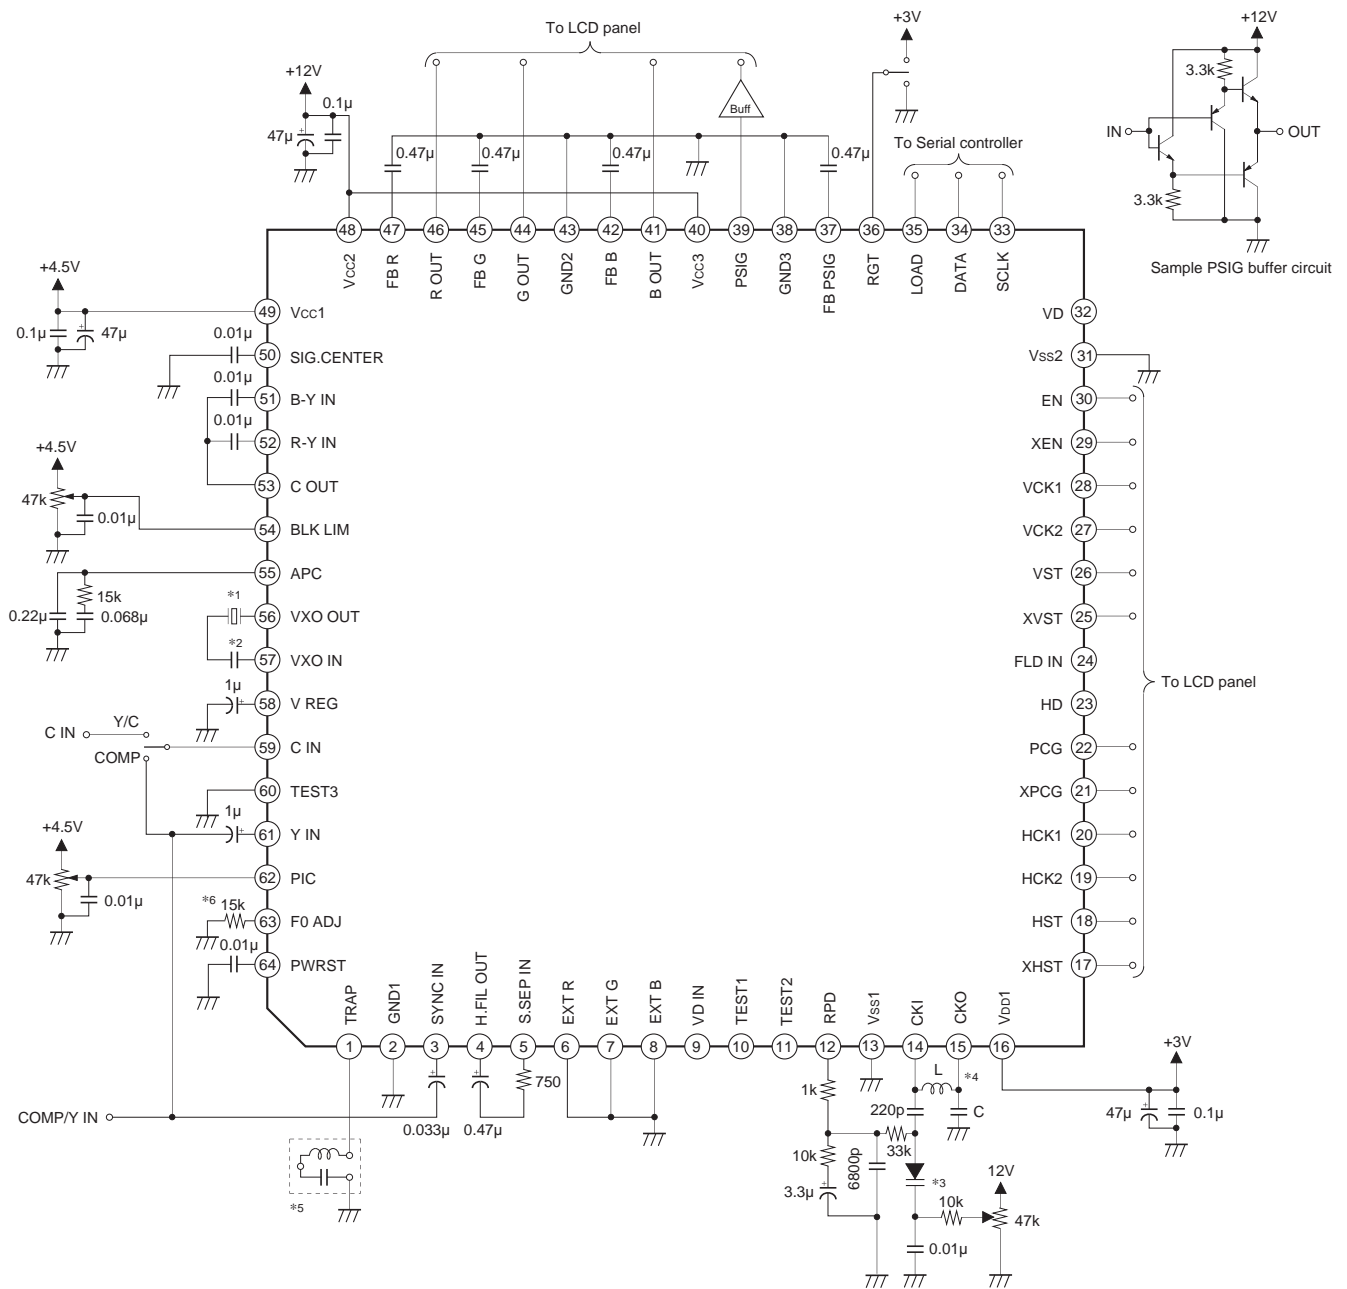 To LCD panel
+3V
+12V
+12V
0.1µ
47µ
+
3.3k
Buff
IN
OUT
0.47µ
0.47µ
0.47µ
0.47µ
To Serial controller
3.3k
48 47 46 45 44 43 42 41 40 39 38 37 36 35 34 33
VCC2
FB R
R OUT
FB G
G OUT
GND2
FB B
B OUT
VCC3
PSIG
GND3
FB PSIG
RGT
LOAD
DATA
SCLK
Sample PSIG buffer circuit
+4.5V
0.1µ
+
47µ
49 VCC1
VD 32
0.01µ
50 SIG.CENTER
VSS2 31
0.01µ
51 B-Y IN
EN 30
0.01µ
52 R-Y IN
XEN 29
+4.5V
47k
0.01µ
53 C OUT
VCK1 28
54 BLK LIM
VCK2 27
55 APC
VST 26
15k
0.22µ
0.068µ
*1
56 VXO OUT
XVST 25
*2
57 VXO IN
FLD IN 24
1µ
+
58 V REG
HD 23
To LCD panel
Y/C
C IN
COMP
59 C IN
PCG 22
60 TEST3
XPCG 21
1µ
+
61 Y IN
HCK1 20
+4.5V
47k
0.01µ
62 PIC
HCK2 19
*6 15k
63 F0 ADJ
HST 18
0.01µ
64 PWRST
XHST 17
TRAP
GND1
SYNC IN
H.FIL OUT
S.SEP IN
EXT R
EXT G
EXT B
VD IN
TEST1
TEST2
RPD
VSS1
CKI
CKO
VDD1
1 2 3 4 5 6 7 8 9 10 11 12 13 14 15 16
+3V
L
*4
+
+
750
1k
220p
C
47µ
+
0.1µ
COMP/Y IN
0.033µ
0.47µ
33k
10k
6800p
3.3µ
+
*3
12V
10k
47k
*5
0.01µ